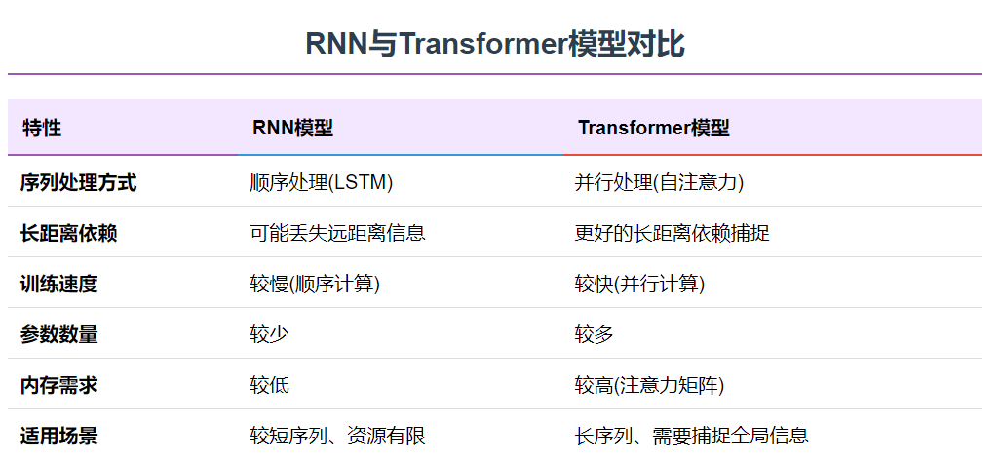 RNN与Transformer模型对比
特性 RNN模型 Transformer模型
序列处理方式 顺序处理(LSTM) 并行处理(自注意力)
长距离依赖 可能丢失远距离信息 更好的长距离依赖捕捉
训练速度 较慢(顺序计算) 较快(并行计算)
参数数量 较少 较多
内存需求 较低 较高(注意力矩阵)
适用场景 较短序列、资源有限 长序列、需要捕捉全局信息